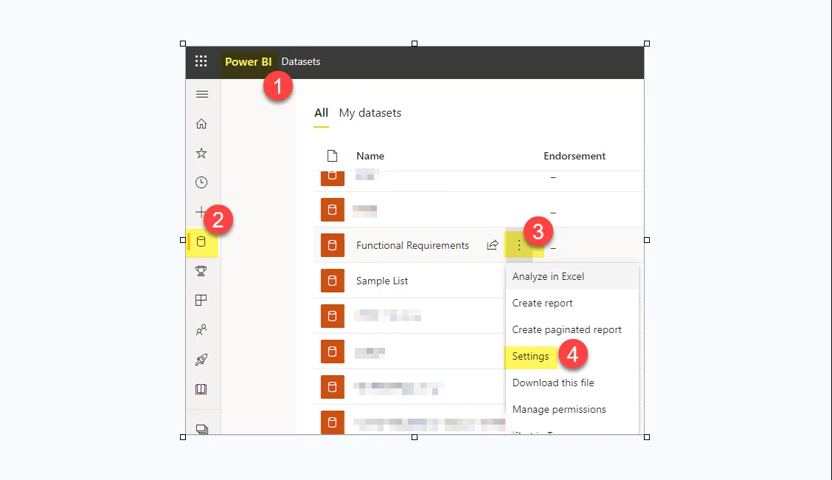 Power BI Datasets
1
All My datasets
Name Endorsement
–
2
–
3
Functional Requirements –
Analyze in Excel
Sample List
Create report
Create paginated report
Settings 4
Download this file
Manage permissions